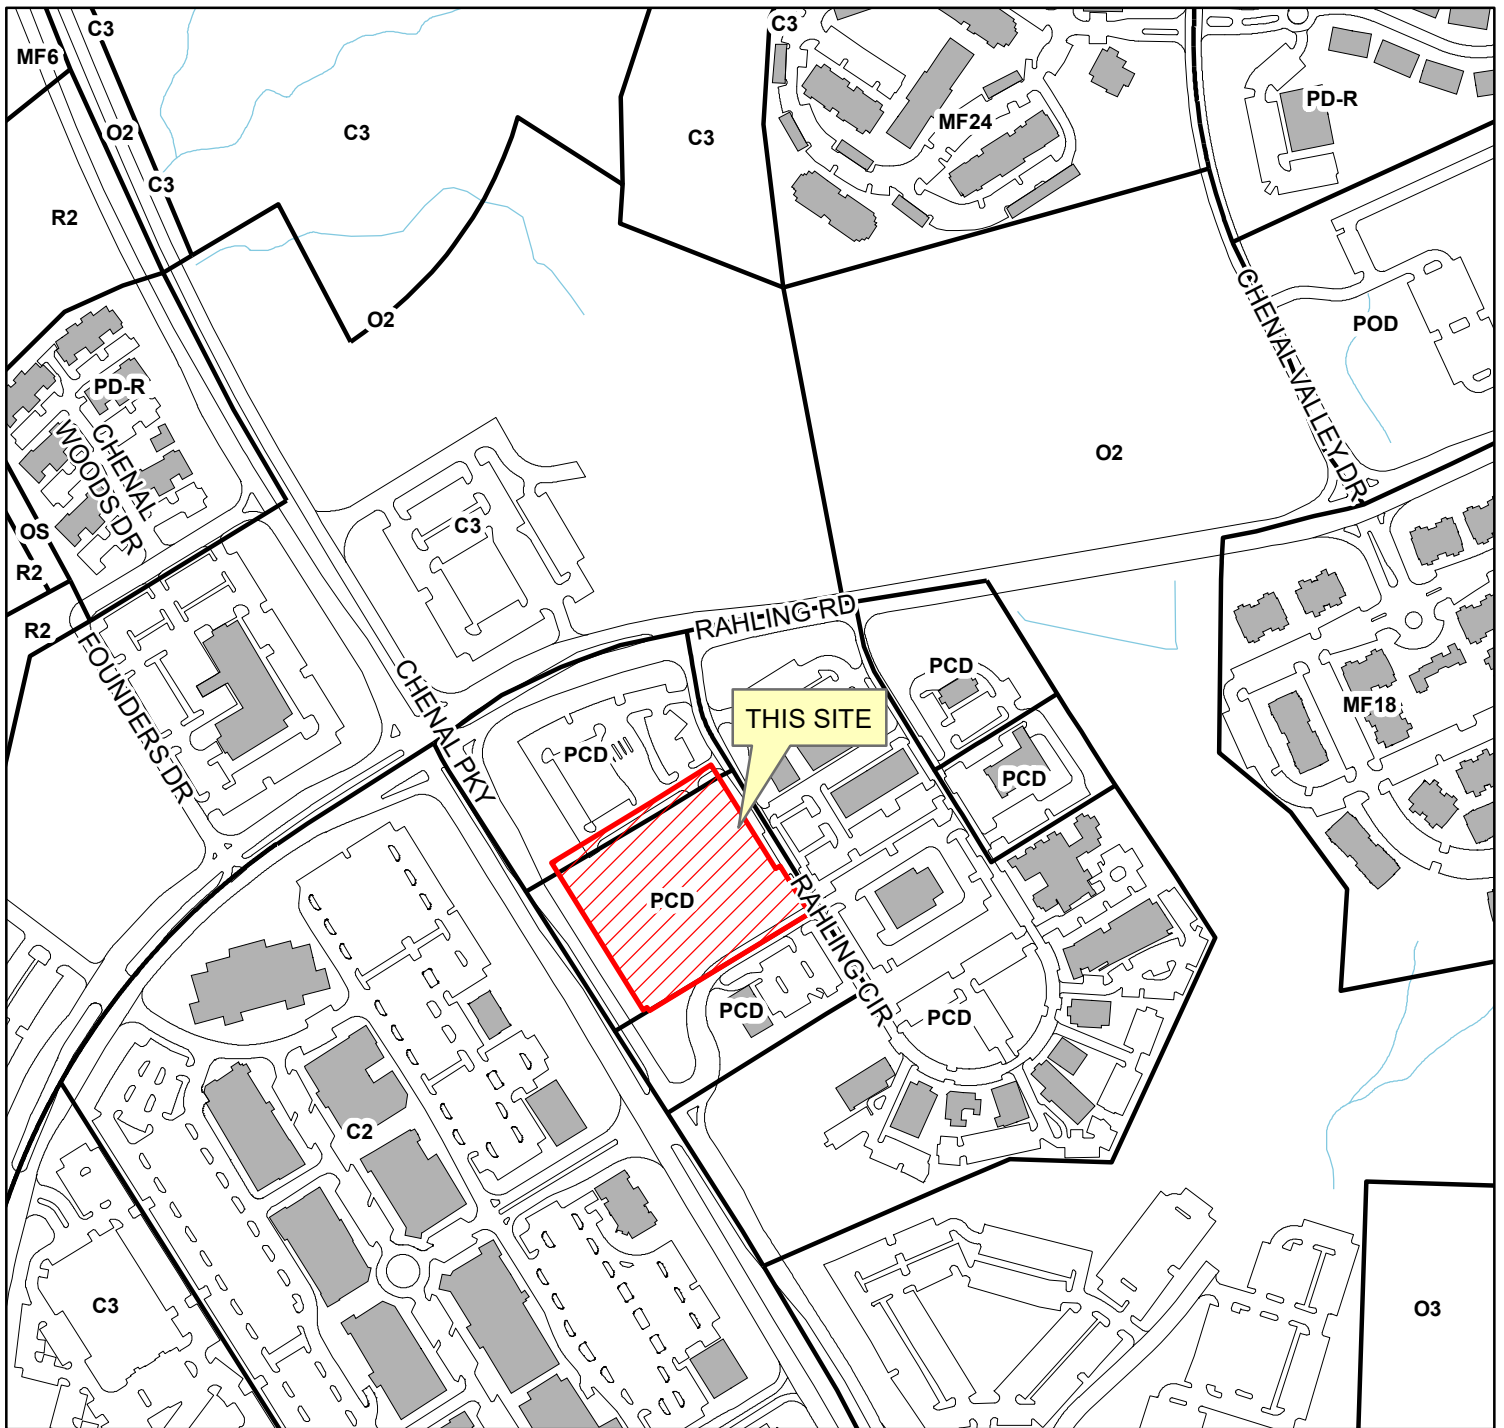 C3
C3
MF6
PD-R
MF24
O2
C3
C3
C3
R2
O2
CHENAL VALLEY DR
POD
PD-R
CHENAL
WOODS DR
O2
C3
OS
R2
R2
RAHLING RD
FOUNDERS DR
CHENAL PKY
PCD
THIS SITE
MF18
PCD
PCD
PCD
RAHLING CIR
PCD
PCD
C2
C3
O3